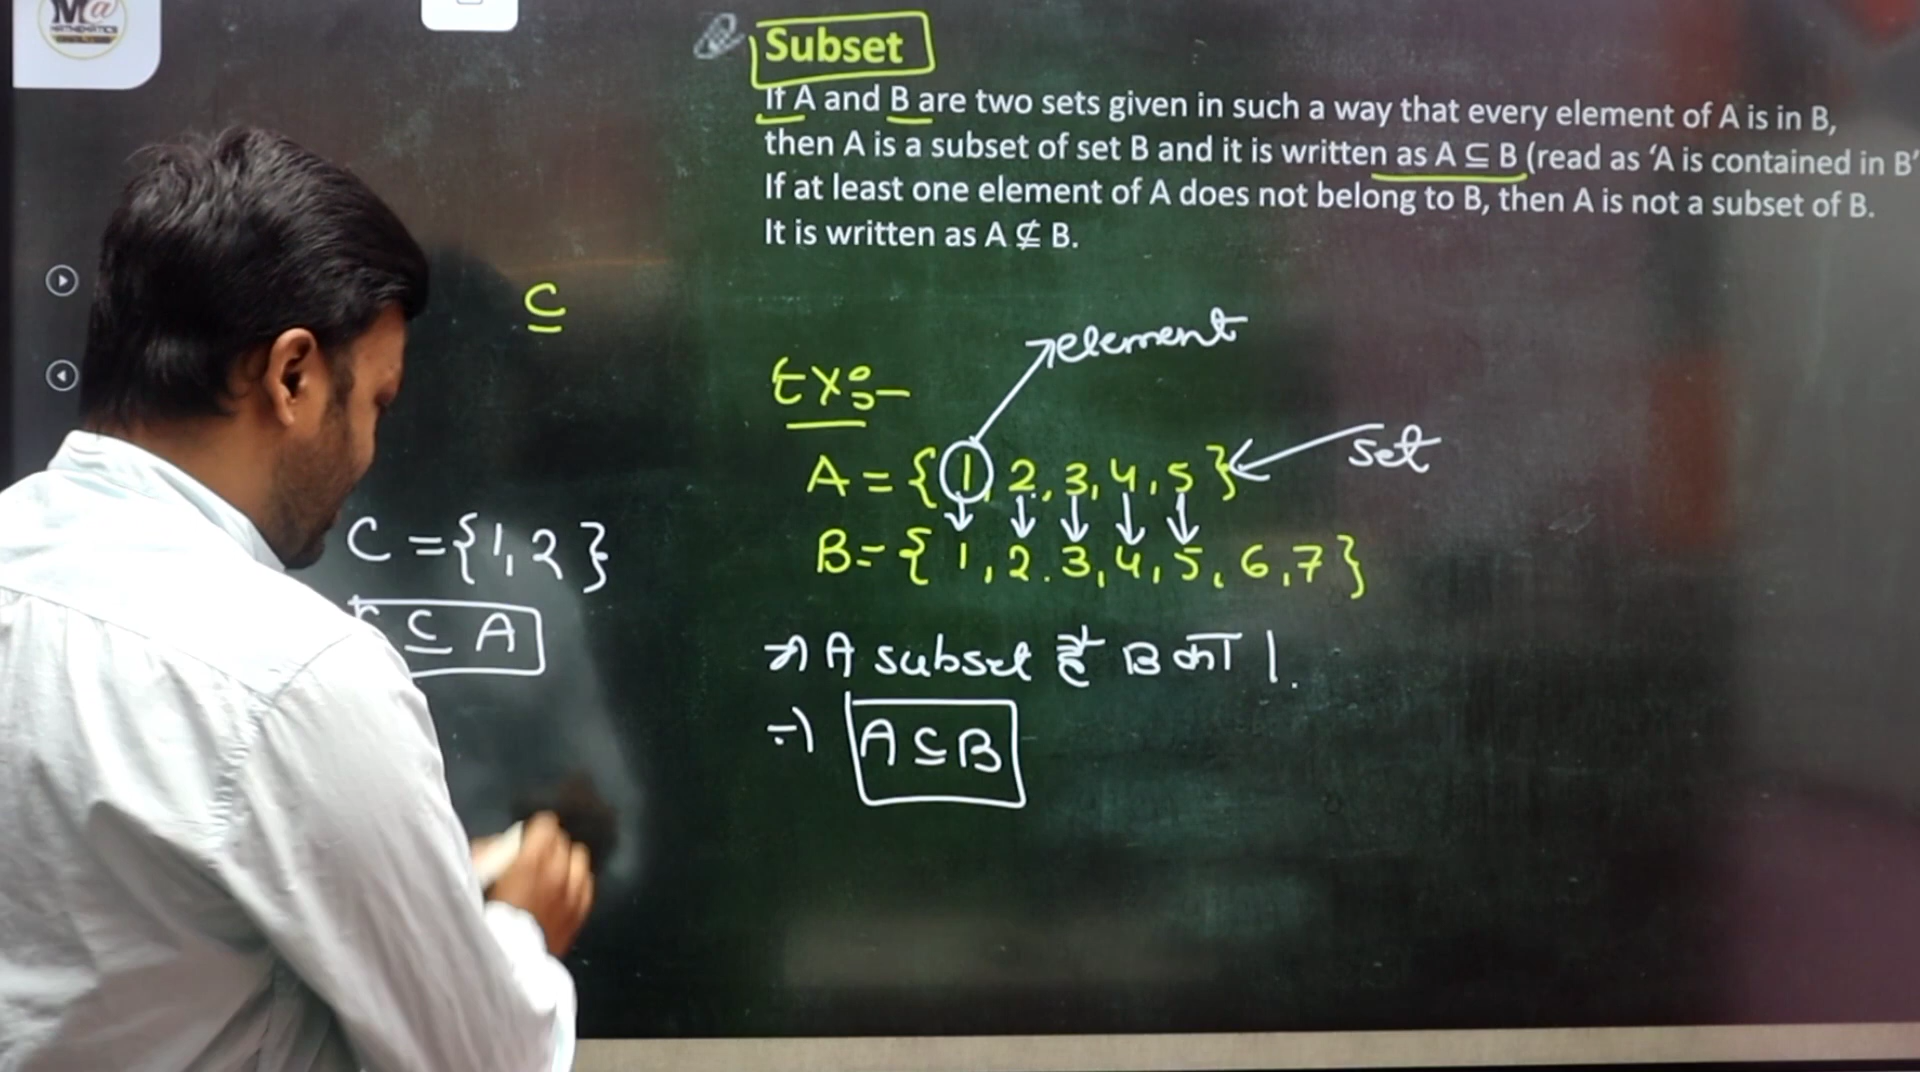 M@
MATHEMATICS
Subset
If A and B are two sets given in such a way that every element of A is in B,
then A is a subset of set B and it is written as A ⊆ B (read as ‘A is contained in B’
If at least one element of A does not belong to B, then A is not a subset of B.
It is written as A ⊈ B.
⊆
element
Ex:-
set
A = { 1, 2, 3, 4, 5 }
B = { 1, 2. 3, 4, 5, 6, 7 }
C = {1, 2 }
⊆ A
⇒ A subset है B का |.
⇒ A ⊆ B